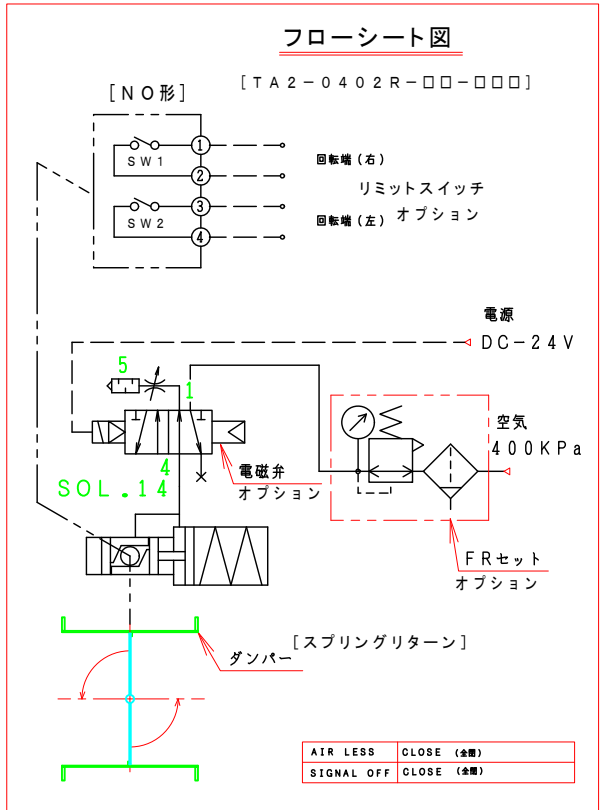 フローシート図
[TA2-0402R-□□-□□□]
[NO形]
SW1
1
2
回転端(右)
リミットスイッチ
オプション
SW2
3
4
回転端(左)
電源
DC-24V
5
1
空気
400KPa
4
SOL.14
電磁弁
オプション
FRセット
オプション
[スプリングリターン]
ダンパー
AIR LESS CLOSE (全閉)
SIGNAL OFF CLOSE (全閉)